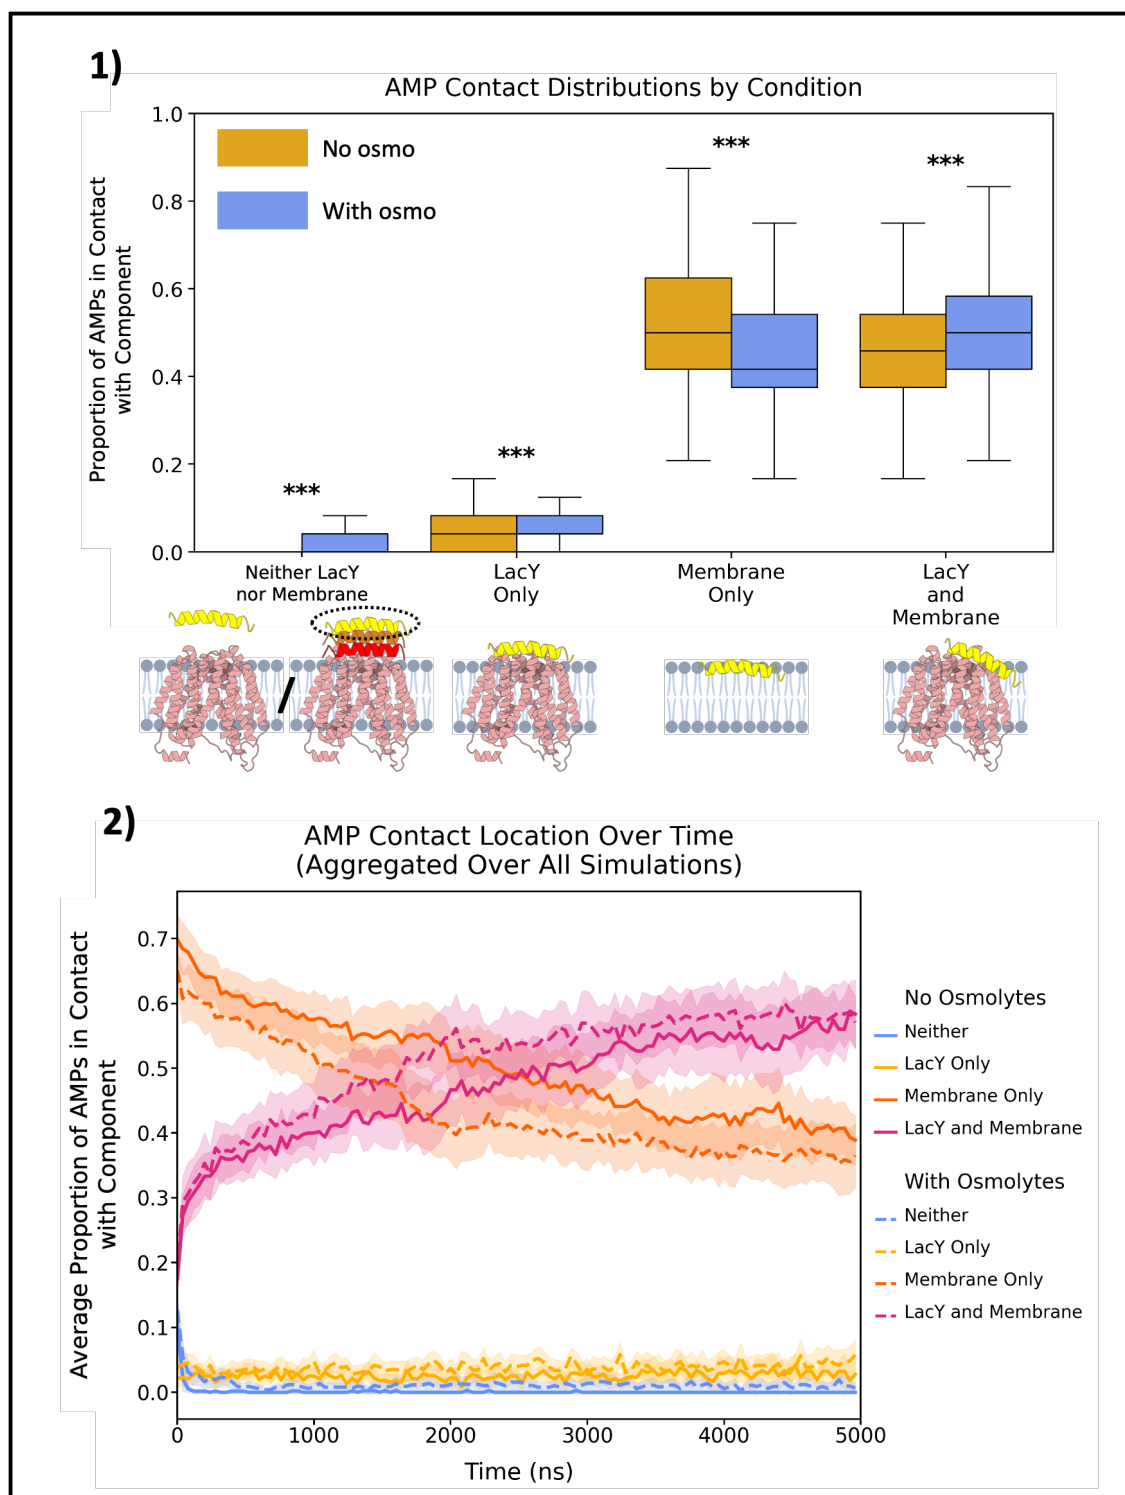 1)
AMP Contact Distributions by Condition
Proportion of AMPs in Contact
with Component
1.0
0.8
0.6
0.4
0.2
0.0
No osmo
With osmo
***
***
***
***
Neither LacY
nor Membrane
LacY
Only
Membrane
Only
LacY
and
Membrane
/
2)
AMP Contact Location Over Time
(Aggregated Over All Simulations)
Average Proportion of AMPs in Contact
with Component
0.7
0.6
0.5
0.4
0.3
0.2
0.1
0.0
0
1000
2000
3000
4000
5000
Time (ns)
No Osmolytes
Neither
LacY Only
Membrane Only
LacY and Membrane
With Osmolytes
Neither
LacY Only
Membrane Only
LacY and Membrane